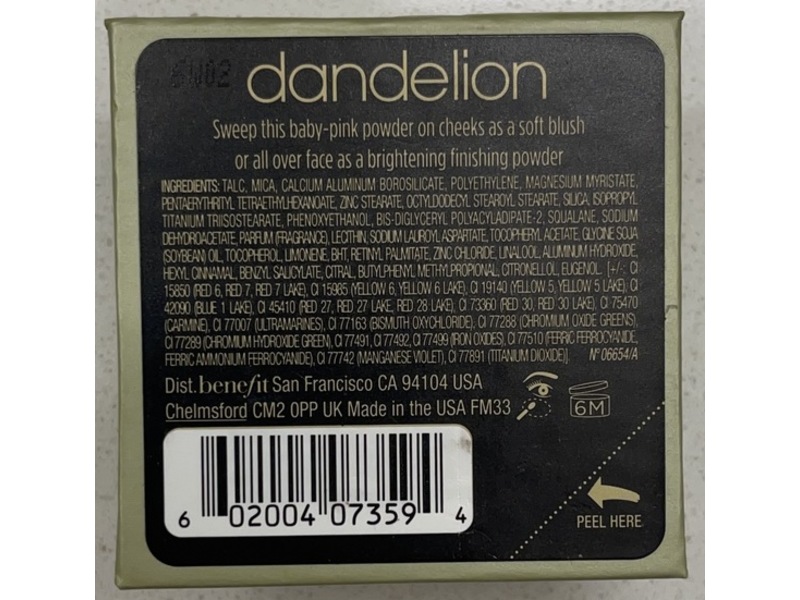 6W02
dandelion
Sweep this baby-pink powder on cheeks as a soft blush
or all over face as a brightening finishing powder
INGREDIENTS: TALC, MICA, CALCIUM ALUMINUM BOROSILICATE, POLYETHYLENE, MAGNESIUM MYRISTATE,
PENTAERYTHRITYL TETRAETHYLHEXANOATE, ZINC STEARATE, OCTYLDODECYL STEAROYL STEARATE, SILICA, ISOPROPYL
TITANIUM TRIISOSTEARATE, PHENOXYETHANOL, BIS-DIGLYCERYL POLYACYLADIPATE-2, SQUALANE, SODIUM
DEHYDROACETATE, PARFUM (FRAGRANCE), LECITHIN, SODIUM LAUROYL ASPARTATE, TOCOPHERYL ACETATE, GLYCINE SOJA
(SOYBEAN) OIL, TOCOPHEROL, LIMONENE, BHT, RETINYL PALMITATE, ZINC CHLORIDE, LINALOOL, ALUMINUM HYDROXIDE,
HEXYL CINNAMAL, BENZYL SALICYLATE, CITRAL, BUTYLPHENYL METHYLPROPIONAL, CITRONELLOL, EUGENOL. [+/-: CI
15850 (RED 6, RED 7, RED 7 LAKE), CI 15985 (YELLOW 6, YELLOW 6 LAKE), CI 19140 (YELLOW 5, YELLOW 5 LAKE), CI
42090 (BLUE 1 LAKE), CI 45410 (RED 27, RED 27 LAKE, RED 28 LAKE), CI 73360 (RED 30, RED 30 LAKE), CI 75470
(CARMINE), CI 77007 (ULTRAMARINES), CI 77163 (BISMUTH OXYCHLORIDE), CI 77288 (CHROMIUM OXIDE GREENS),
CI 77289 (CHROMIUM HYDROXIDE GREEN), CI 77491, CI 77492, CI 77499 (IRON OXIDES), CI 77510 (FERRIC FERROCYANIDE,
FERRIC AMMONIUM FERROCYANIDE), CI 77742 (MANGANESE VIOLET), CI 77891 (TITANIUM DIOXIDE)]. N° 06654/A
Dist. benefit San Francisco CA 94104 USA
Chelmsford CM2 0PP UK Made in the USA FM33
6M
6 02004 07359 4
PEEL HERE